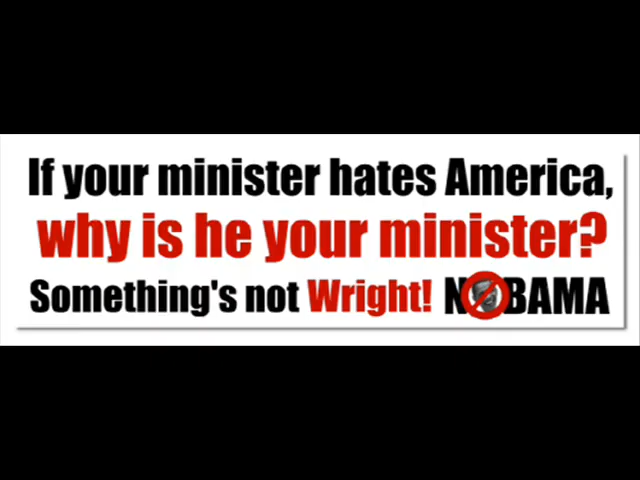 If your minister hates America,
why is he your minister?
Something's not Wright! NOBAMA